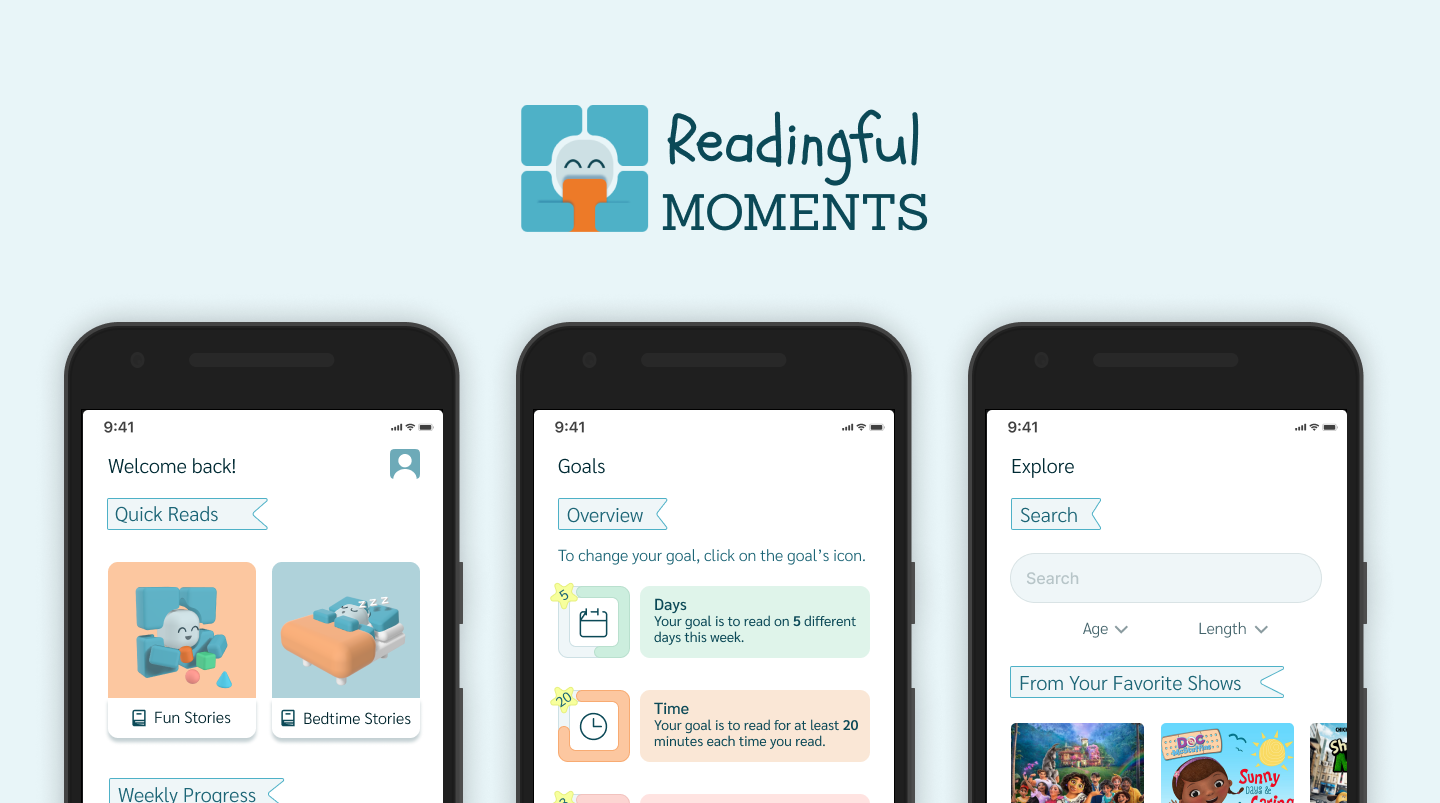 Readingful
MOMENTS
9:41
Welcome back!
Quick Reads
z z z
Fun Stories
Bedtime Stories
Weekly Progress
9:41
Goals
Overview
To change your goal, click on the goal's icon.
5
Days
Your goal is to read on 5 different
days this week.
20
Time
Your goal is to read for at least 20
minutes each time you read.
9:41
Explore
Search
Search
Age
Length
From Your Favorite Shows
Doc
McStuffins
Sunny
Days &
Caring